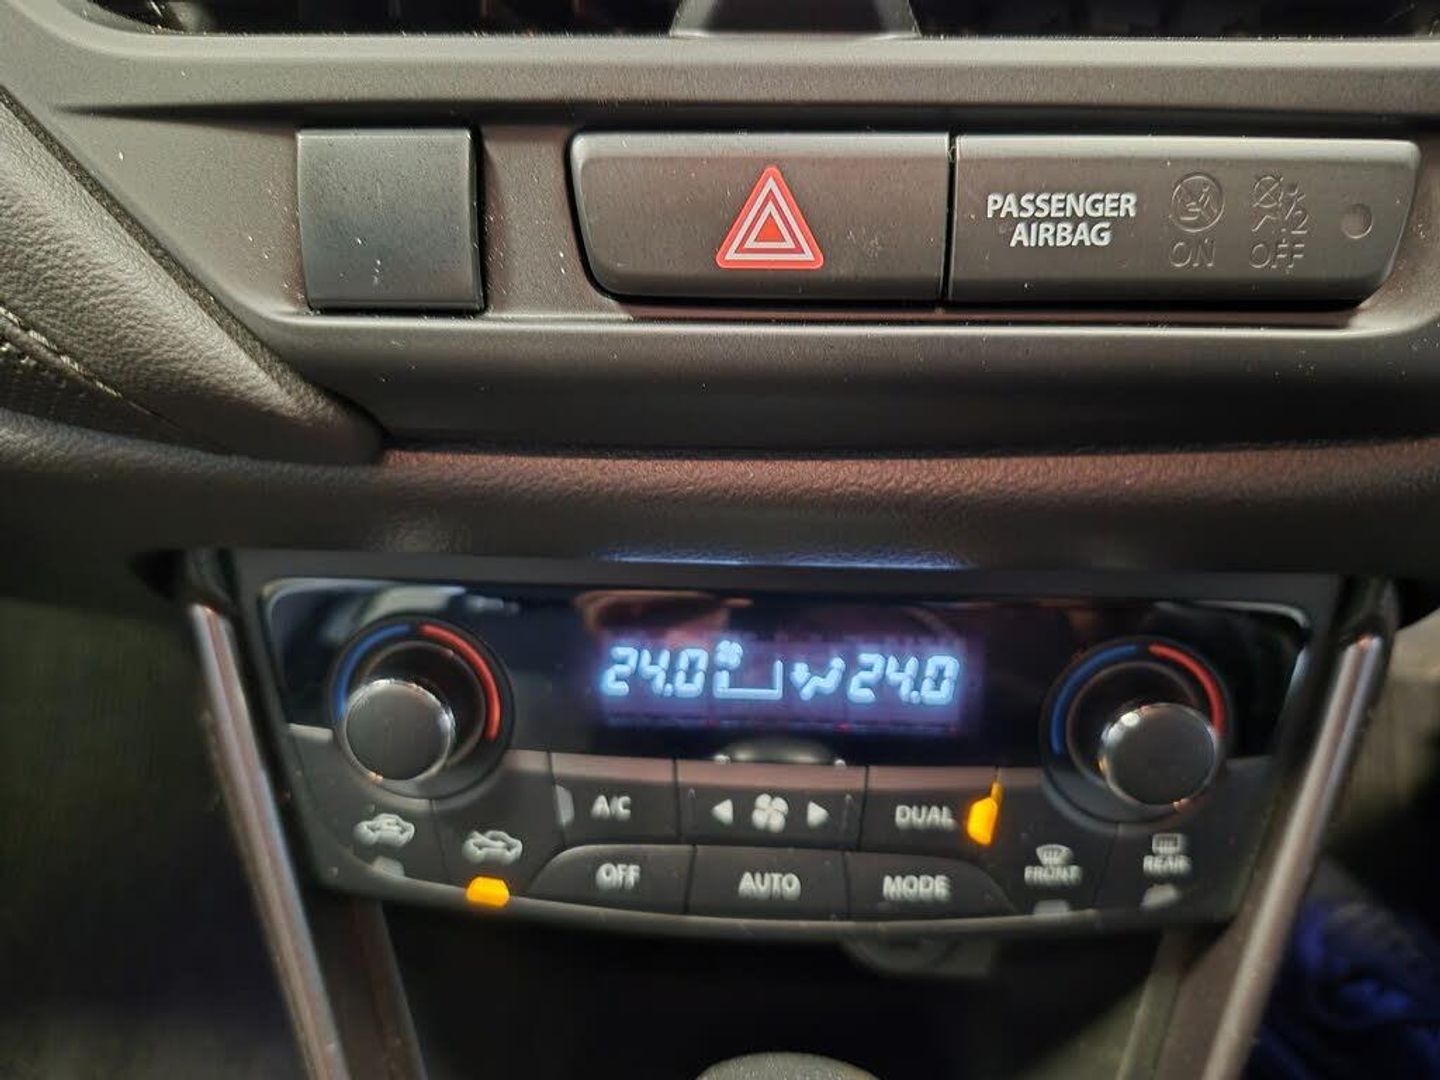 PASSENGER
AIRBAG
ON
OFF
24.0 24.0
A/C
DUAL
OFF
AUTO
MODE
FRONT
REAR